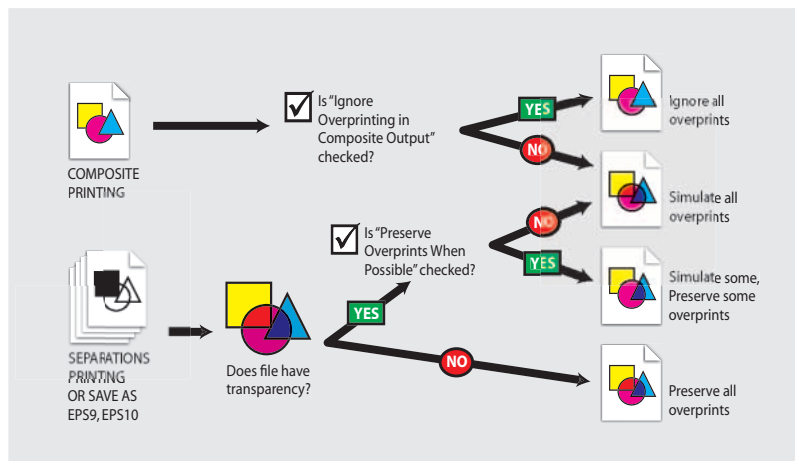 COMPOSITE
PRINTING
Is “Ignore
Overprinting in
Composite Output”
checked?
YES
NO
Ignore all
overprints
Simulate all
overprints
SEPARATIONS
PRINTING
OR SAVE AS
EPS9, EPS10
Does file have
transparency?
YES
NO
Is “Preserve
Overprints When
Possible” checked?
NO
YES
Simulate some,
Preserve some
overprints
Preserve all
overprints